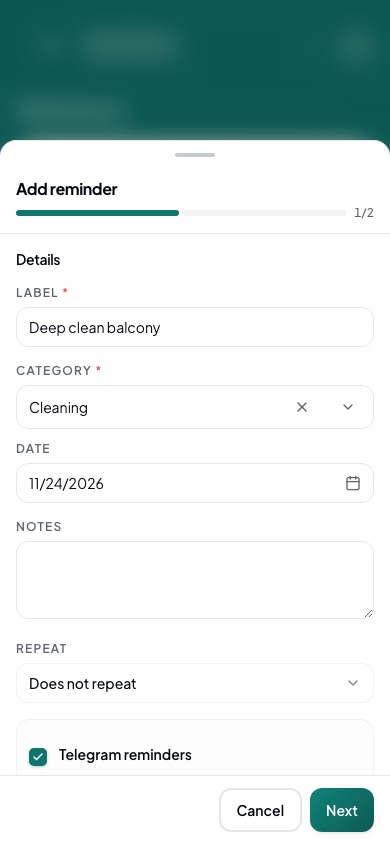 Add reminder
1/2
Details
LABEL *
Deep clean balcony
CATEGORY *
Cleaning
DATE
11/24/2026
NOTES
REPEAT
Does not repeat
Telegram reminders
Cancel
Next